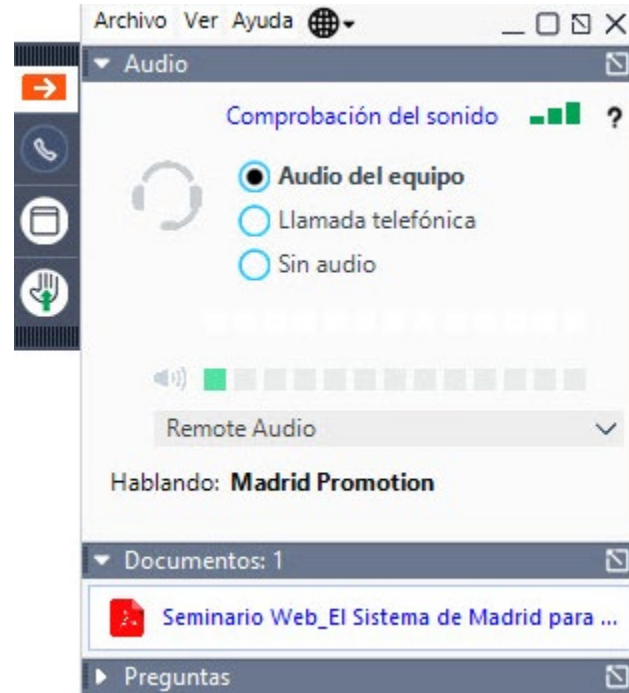 Archivo Ver Ayuda
Audio
Comprobación del sonido ?
Audio del equipo
Llamada telefónica
Sin audio
Remote Audio
Hablando: Madrid Promotion
Documentos: 1
Seminario Web_El Sistema de Madrid para ...
Preguntas